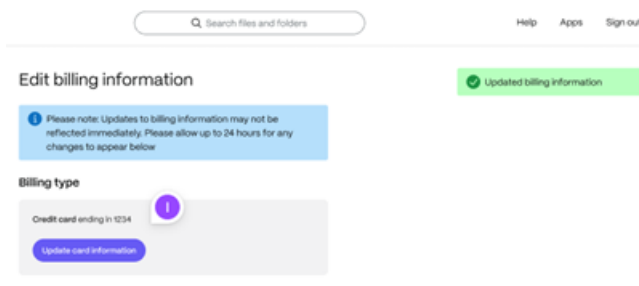 Search files and folders
Help Apps Sign out
Edit billing information
Updated billing information
Please note: Updates to billing information may not be
reflected immediately. Please allow up to 24 hours for any
changes to appear below
Billing type
Credit card ending in 1234
I
Update card information